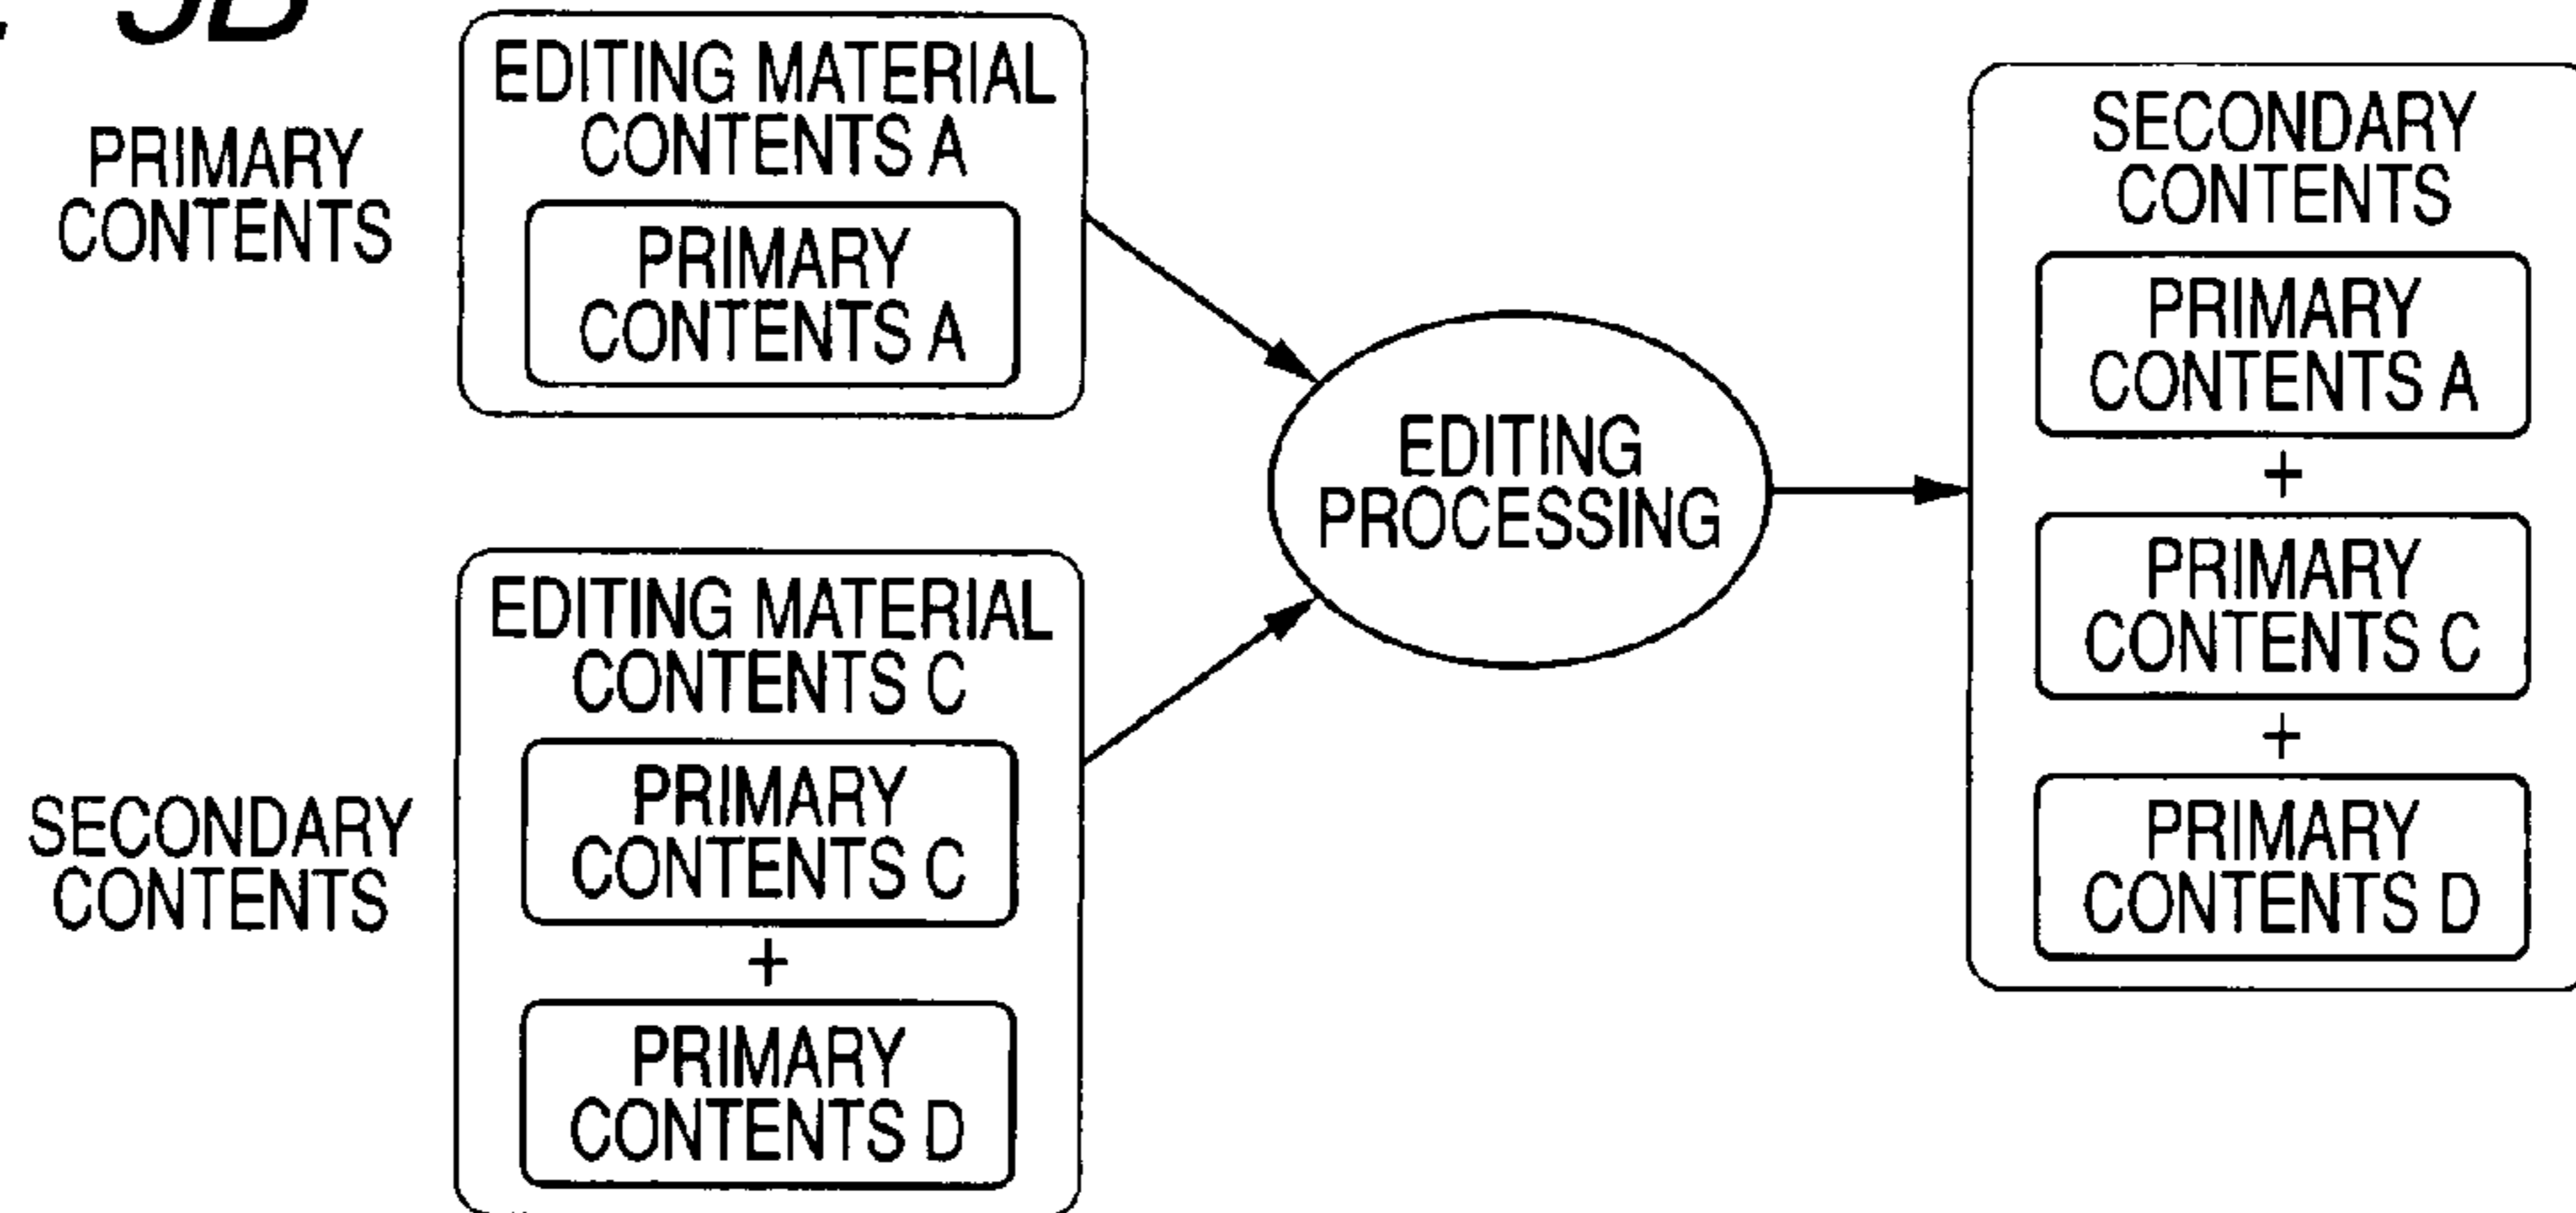 PRIMARY
CONTENTS
EDITING MATERIAL
CONTENTS A
PRIMARY
CONTENTS A
SECONDARY
CONTENTS
EDITING MATERIAL
CONTENTS C
PRIMARY
CONTENTS C
+
PRIMARY
CONTENTS D
EDITING
PROCESSING
SECONDARY
CONTENTS
PRIMARY
CONTENTS A
+
PRIMARY
CONTENTS C
+
PRIMARY
CONTENTS D